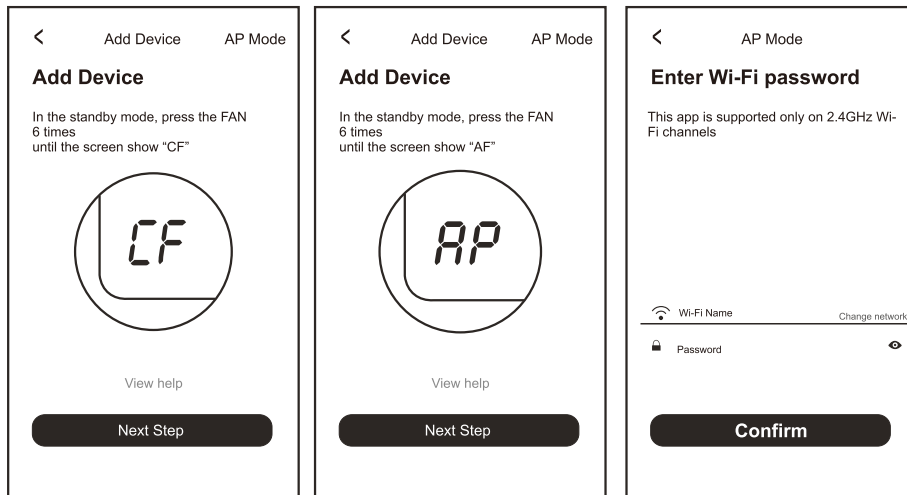 Add Device AP Mode
Add Device
In the standby mode, press the FAN
6 times
until the screen show “CF”
CF
View help
Next Step
Add Device AP Mode
Add Device
In the standby mode, press the FAN
6 times
until the screen show “AF”
AP
View help
Next Step
AP Mode
Enter Wi-Fi password
This app is supported only on 2.4GHz Wi-
Fi channels
Wi-Fi Name Change network
Password
Confirm